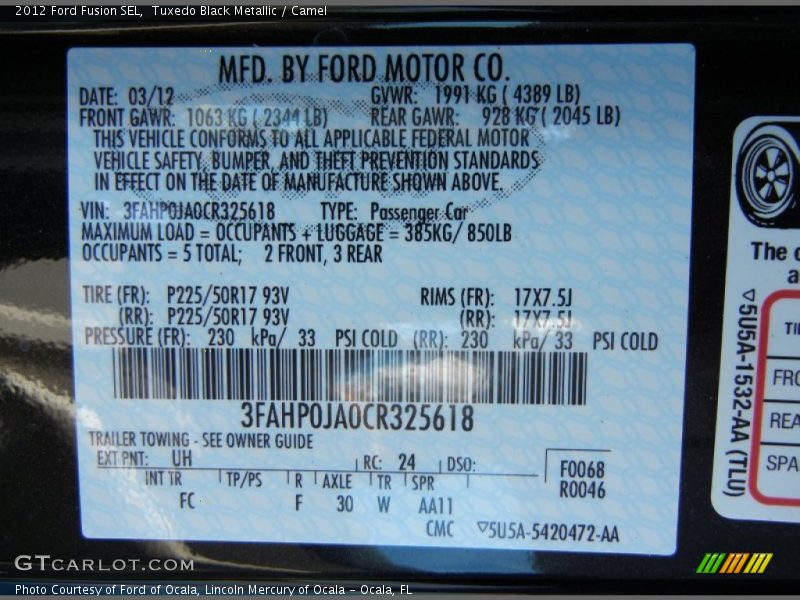 2012 Ford Fusion SEL,  Tuxedo Black Metallic / Camel
MFD. BY FORD MOTOR CO.
DATE: 03/12 GVWR: 1991 KG ( 4389 LB)
FRONT GAWR: 1063 KG ( 2344 LB) REAR GAWR: 928 KG ( 2045 LB)
THIS VEHICLE CONFORMS TO ALL APPLICABLE FEDERAL MOTOR
VEHICLE SAFETY, BUMPER, AND THEFT PREVENTION STANDARDS
IN EFFECT ON THE DATE OF MANUFACTURE SHOWN ABOVE.
VIN: 3FAHP0JA0CR325618 TYPE: Passenger Car
MAXIMUM LOAD = OCCUPANTS + LUGGAGE = 385KG/ 850LB
OCCUPANTS = 5 TOTAL; 2 FRONT, 3 REAR
TIRE (FR): P225/50R17 93V RIMS (FR): 17X7.5J
(RR): P225/50R17 93V (RR): 17X7.5J
PRESSURE (FR): 230 kPa/ 33 PSI COLD (RR): 230 kPa/ 33 PSI COLD
3FAHP0JA0CR325618
TRAILER TOWING - SEE OWNER GUIDE
EXT PNT: UH RC: 24 DSO: F0068
INT TR TP/PS R AXLE TR SPR R0046
FC F 30 W AA11
CMC ▽5U5A-5420472-AA
The
▽5U5A-1532-AA (TLU)
GTCARLOT.COM
Photo Courtesy of Ford of Ocala, Lincoln Mercury of Ocala – Ocala, FL